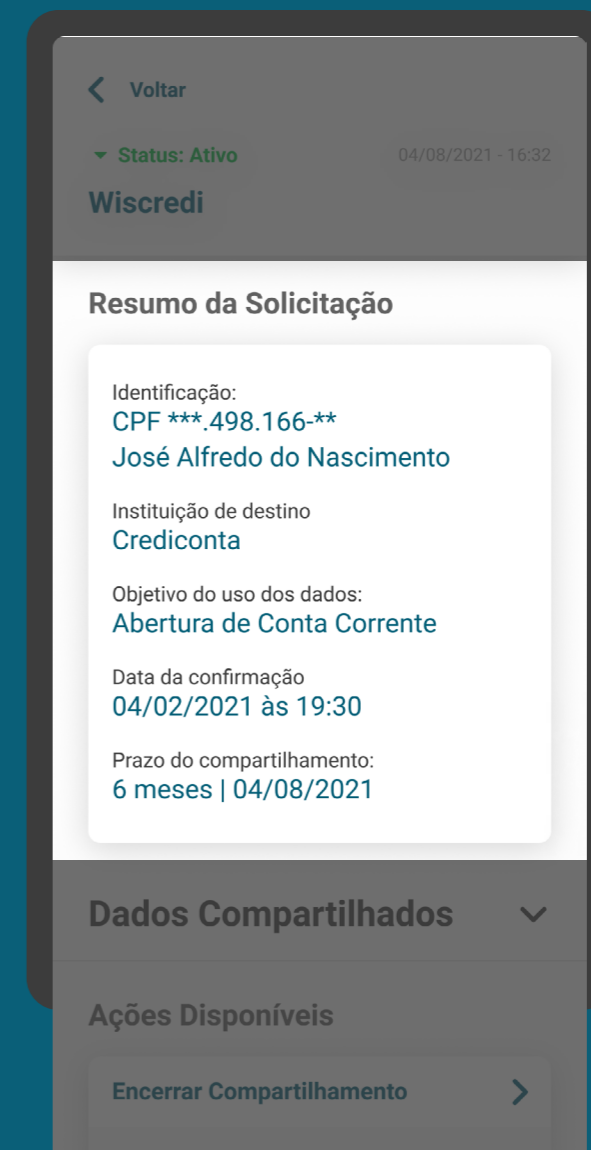 Voltar
Status: Ativo
04/08/2021 - 16:32
Wiscredi
Resumo da Solicitação
Identificação:
CPF ***.498.166-**
José Alfredo do Nascimento
Instituição de destino
Crediconta
Objetivo do uso dos dados:
Abertura de Conta Corrente
Data da confirmação
04/02/2021 às 19:30
Prazo do compartilhamento:
6 meses | 04/08/2021
Dados Compartilhados
Ações Disponíveis
Encerrar Compartilhamento